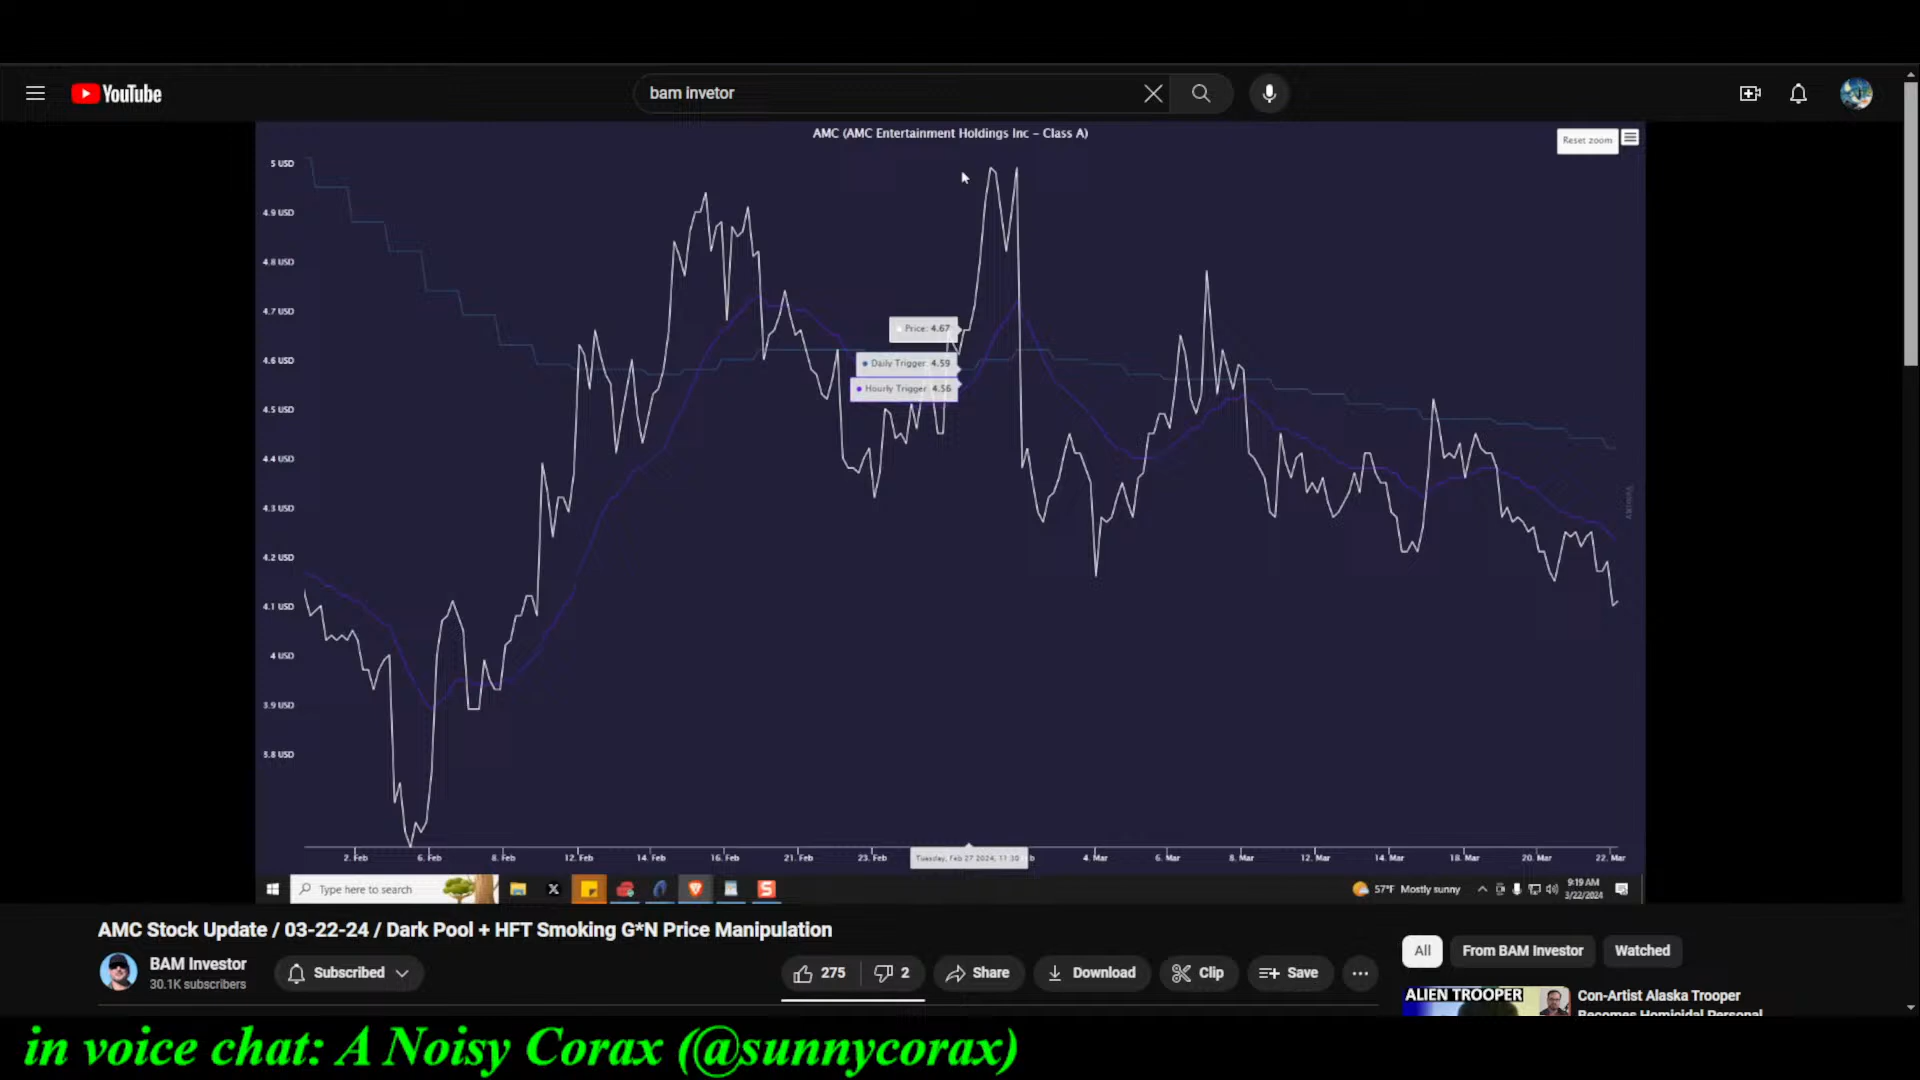 YouTube
bam invetor
AMC (AMC Entertainment Holdings Inc - Class A)
Reset zoom
5 USD
4.9 USD
4.8 USD
4.7 USD
4.6 USD
4.5 USD
4.4 USD
4.3 USD
4.2 USD
4.1 USD
4 USD
3.9 USD
3.8 USD
Price: 4.67
Daily Trigger: 4.59
Hourly Trigger: 4.56
2. Feb
6. Feb
8. Feb
12. Feb
14. Feb
16. Feb
21. Feb
23. Feb
Tuesday, Feb 27 2024, 11:30
4. Mar
6. Mar
8. Mar
12. Mar
14. Mar
18. Mar
20. Mar
22. Mar
Type here to search
57°F Mostly sunny
9:19 AM
3/22/2024
AMC Stock Update / 03-22-24 / Dark Pool + HFT Smoking G*N Price Manipulation
BAM Investor
30.1K subscribers
Subscribed
275
2
Share
Download
Clip
Save
All
From BAM Investor
Watched
ALIEN TROOPER
Con-Artist Alaska Trooper
Becomes Homicidal Personal
in voice chat: A Noisy Corax (@sunnycorax)